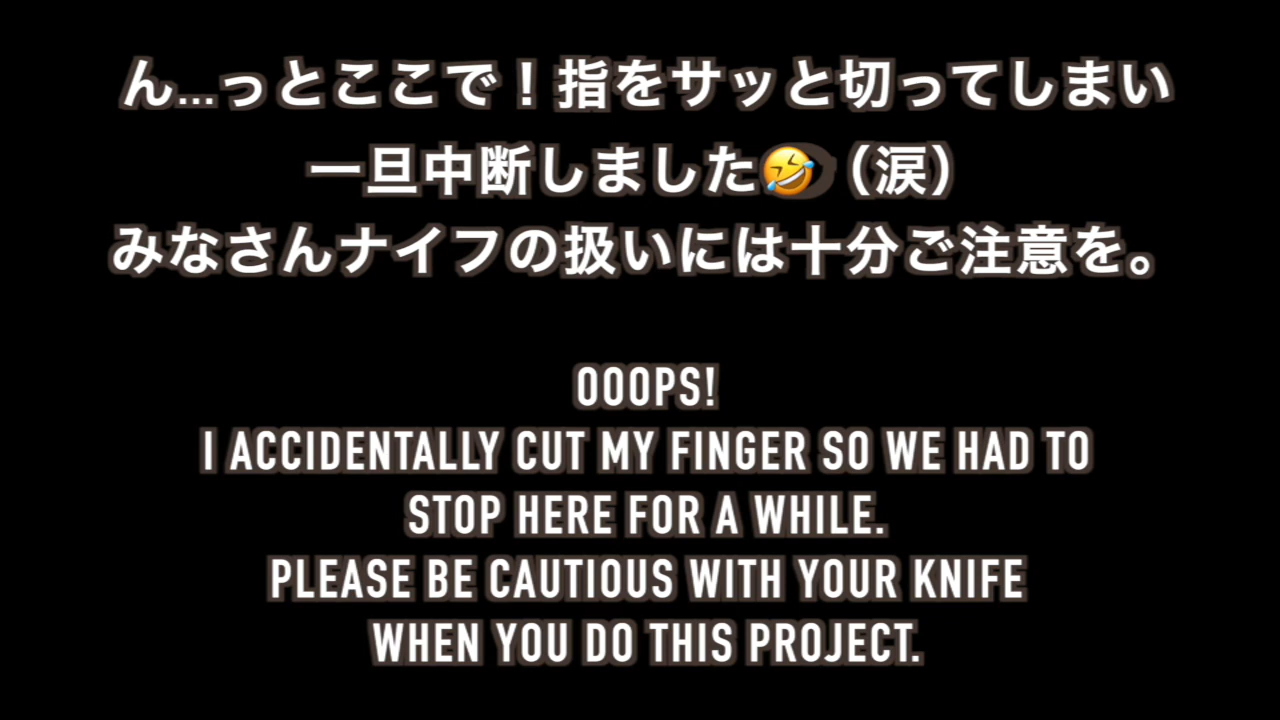 ん…っとここで！指をサッと切ってしまい
一旦中断しました🤣（涙）
みなさんナイフの扱いには十分ご注意を。
OOOPS!
I ACCIDENTALLY CUT MY FINGER SO WE HAD TO
STOP HERE FOR A WHILE.
PLEASE BE CAUTIOUS WITH YOUR KNIFE
WHEN YOU DO THIS PROJECT.